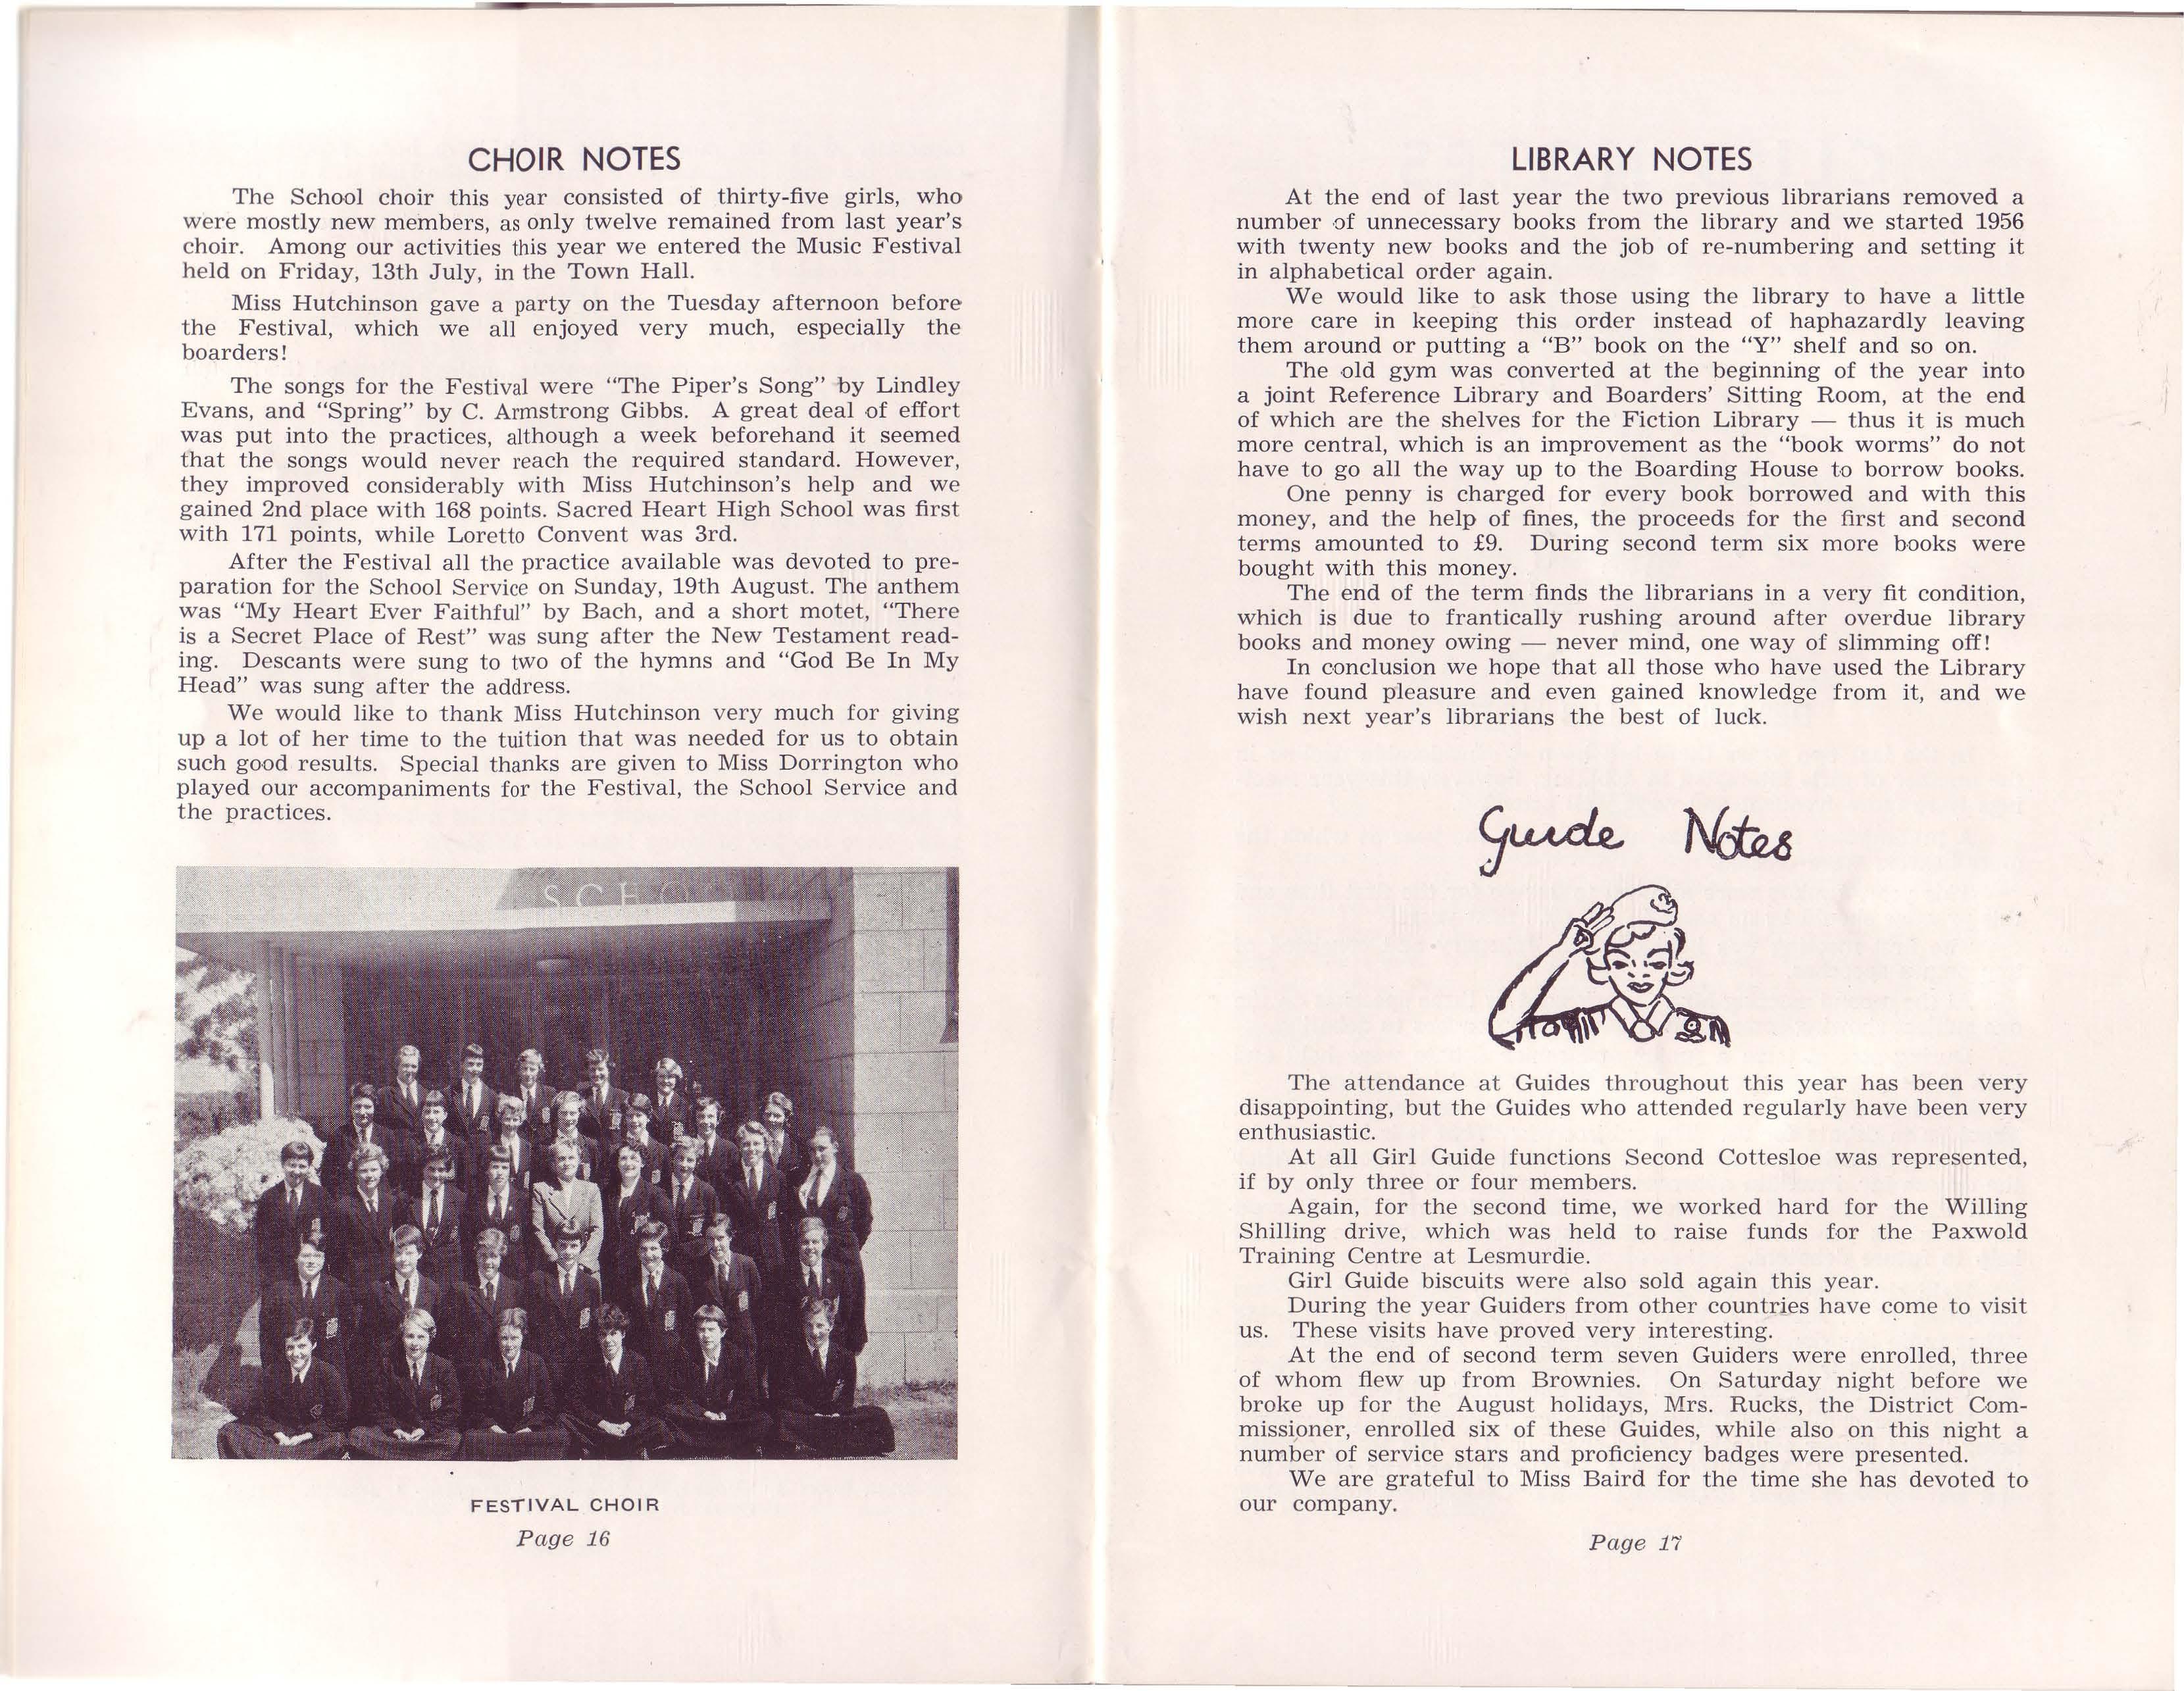 CHOIR NOTES
The School choir this year consisted of thirty-five girls, who
were mostly new members, as only twelve remained from last year's
choir. Among our activities this year we entered the Music Festival
held on Friday, 13th July, in the Town Hall.
Miss Hutchinson gave a party on the Tuesday afternoon before
the Festival, which we all enjoyed very much, especially the
boarders!
The songs for the Festival were “The Piper's Song” by Lindley
Evans, and “Spring” by C. Armstrong Gibbs. A great deal of effort
was put into the practices, although a week beforehand it seemed
that the songs would never reach the required standard. However,
they improved considerably with Miss Hutchinson's help and we
gained 2nd place with 168 points. Sacred Heart High School was first
with 171 points, while Loretto Convent was 3rd.
After the Festival all the practice available was devoted to pre-
paration for the School Service on Sunday, 19th August. The anthem
was “My Heart Ever Faithful” by Bach, and a short motet, “There
is a Secret Place of Rest” was sung after the New Testament read-
ing. Descants were sung to two of the hymns and “God Be In My
Head” was sung after the address.
We would like to thank Miss Hutchinson very much for giving
up a lot of her time to the tuition that was needed for us to obtain
such good results. Special thanks are given to Miss Dorrington who
played our accompaniments for the Festival, the School Service and
the practices.
SCHO
FESTIVAL CHOIR
Page 16
LIBRARY NOTES
At the end of last year the two previous librarians removed a
number of unnecessary books from the library and we started 1956
with twenty new books and the job of re-numbering and setting it
in alphabetical order again.
We would like to ask those using the library to have a little
more care in keeping this order instead of haphazardly leaving
them around or putting a “B” book on the “Y” shelf and so on.
The old gym was converted at the beginning of the year into
a joint Reference Library and Boarders' Sitting Room, at the end
of which are the shelves for the Fiction Library — thus it is much
more central, which is an improvement as the “book worms” do not
have to go all the way up to the Boarding House to borrow books.
One penny is charged for every book borrowed and with this
money, and the help of fines, the proceeds for the first and second
terms amounted to £9. During second term six more books were
bought with this money.
The end of the term finds the librarians in a very fit condition,
which is due to frantically rushing around after overdue library
books and money owing — never mind, one way of slimming off!
In conclusion we hope that all those who have used the Library
have found pleasure and even gained knowledge from it, and we
wish next year's librarians the best of luck.
Guide Notes
The attendance at Guides throughout this year has been very
disappointing, but the Guides who attended regularly have been very
enthusiastic.
At all Girl Guide functions Second Cottesloe was represented,
if by only three or four members.
Again, for the second time, we worked hard for the Willing
Shilling drive, which was held to raise funds for the Paxwold
Training Centre at Lesmurdie.
Girl Guide biscuits were also sold again this year.
During the year Guiders from other countries have come to visit
us. These visits have proved very interesting.
At the end of second term seven Guiders were enrolled, three
of whom flew up from Brownies. On Saturday night before we
broke up for the August holidays, Mrs. Rucks, the District Com-
missioner, enrolled six of these Guides, while also on this night a
number of service stars and proficiency badges were presented.
We are grateful to Miss Baird for the time she has devoted to
our company.
Page 17